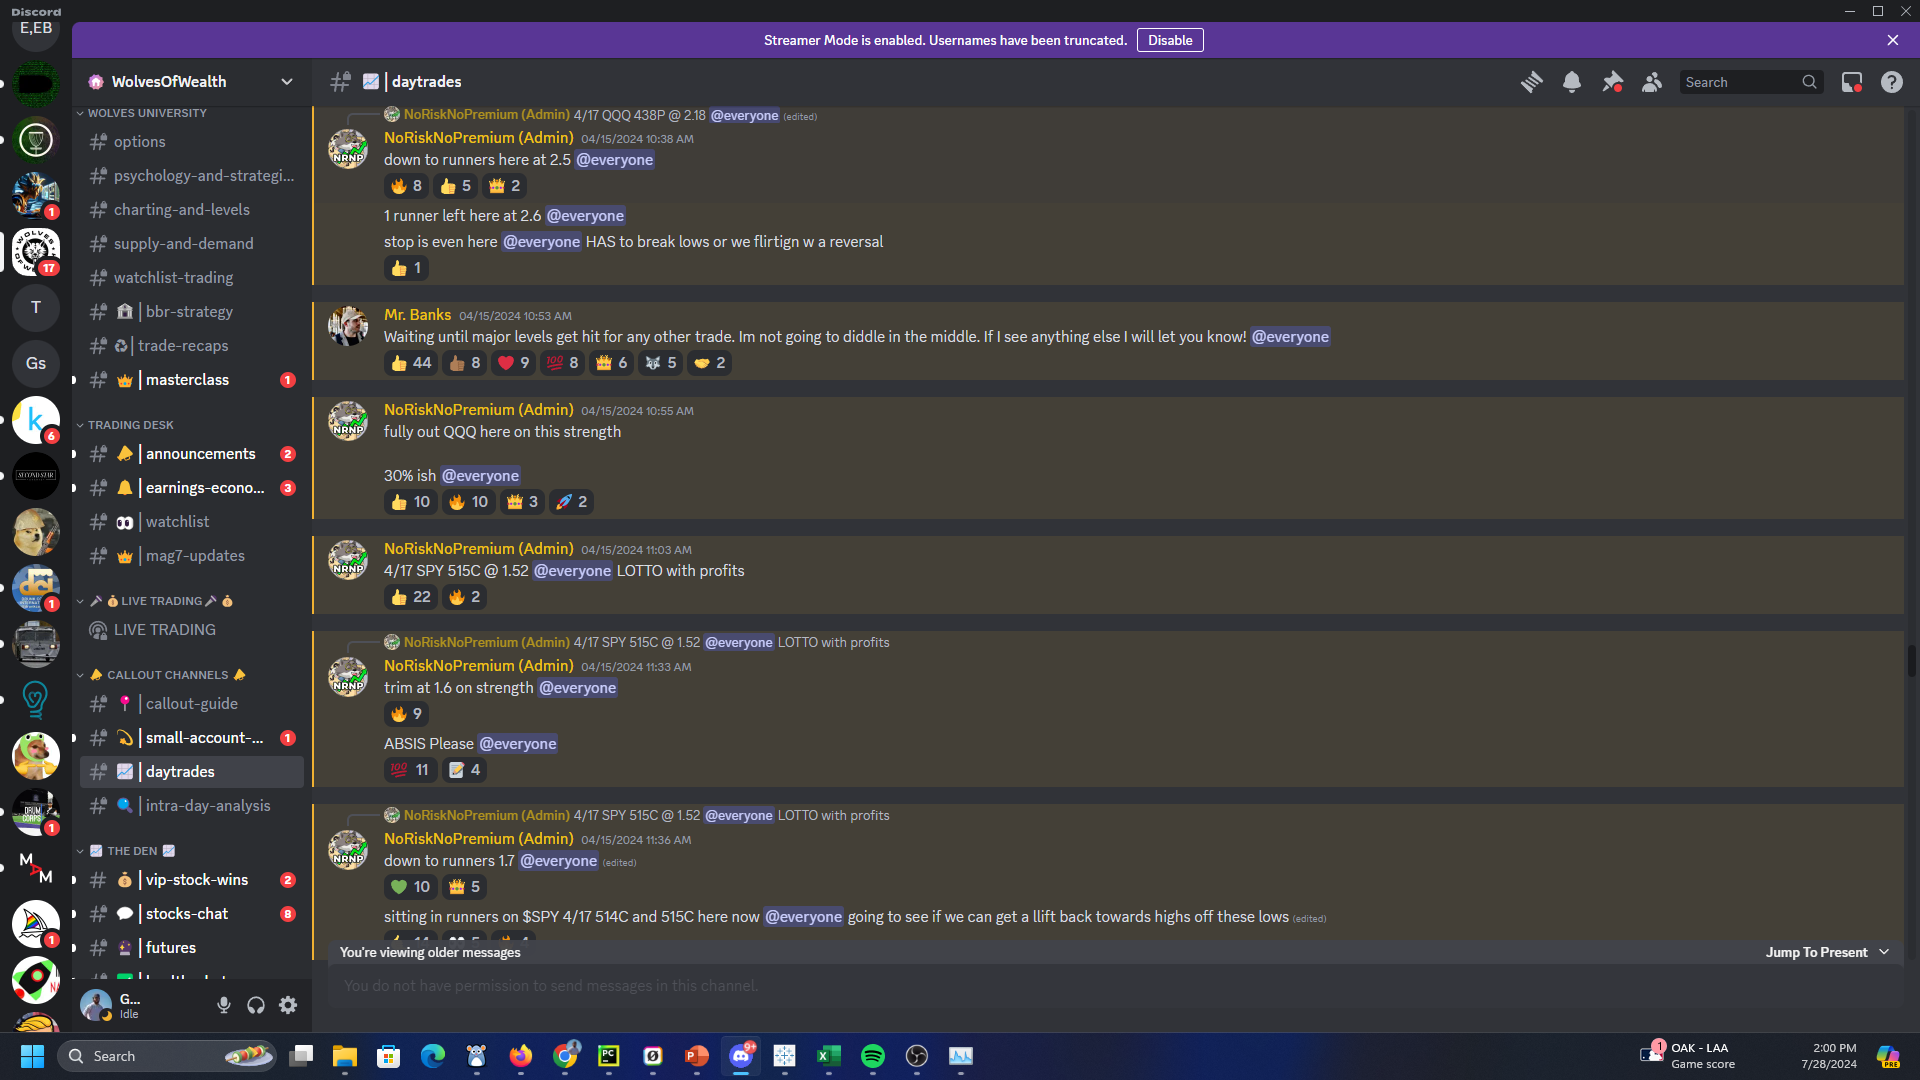 Discord
E,EB
Streamer Mode is enabled. Usernames have been truncated.
Disable
WolvesOfWealth
| daytrades
Search
WOLVES UNIVERSITY
options
psychology-and-strategi...
charting-and-levels
supply-and-demand
watchlist-trading
| bbr-strategy
| trade-recaps
| masterclass
1
TRADING DESK
| announcements
2
| earnings-econo...
3
| watchlist
| mag7-updates
LIVE TRADING
LIVE TRADING
CALLOUT CHANNELS
| callout-guide
| small-account-...
1
| daytrades
| intra-day-analysis
THE DEN
| vip-stock-wins
2
| stocks-chat
8
futures
G...
Idle
1
17
T
Gs
k
6
SECOND STAR
dci
1
DRUM CORPS
1
M A M
1
NoRiskNoPremium (Admin) 4/17 QQQ 438P @ 2.18 @everyone (edited)
NoRiskNoPremium (Admin) 04/15/2024 10:38 AM
down to runners here at 2.5 @everyone
8 5 2
1 runner left here at 2.6 @everyone
stop is even here @everyone HAS to break lows or we flirtign w a reversal
1
Mr. Banks 04/15/2024 10:53 AM
Waiting until major levels get hit for any other trade. Im not going to diddle in the middle. If I see anything else I will let you know! @everyone
44 8 9 8 6 5 2
NoRiskNoPremium (Admin) 04/15/2024 10:55 AM
fully out QQQ here on this strength
30% ish @everyone
10 10 3 2
NoRiskNoPremium (Admin) 04/15/2024 11:03 AM
4/17 SPY 515C @ 1.52 @everyone LOTTO with profits
22 2
NoRiskNoPremium (Admin) 4/17 SPY 515C @ 1.52 @everyone LOTTO with profits
NoRiskNoPremium (Admin) 04/15/2024 11:33 AM
trim at 1.6 on strength @everyone
9
ABSIS Please @everyone
11 4
NoRiskNoPremium (Admin) 4/17 SPY 515C @ 1.52 @everyone LOTTO with profits
NoRiskNoPremium (Admin) 04/15/2024 11:36 AM
down to runners 1.7 @everyone (edited)
10 5
sitting in runners on $SPY 4/17 514C and 515C here now @everyone going to see if we can get a llift back towards highs off these lows (edited)
You're viewing older messages
Jump To Present
You do not have permission to send messages in this channel.
Search
9+
1
OAK - LAA
Game score
2:00 PM
7/28/2024
PRE